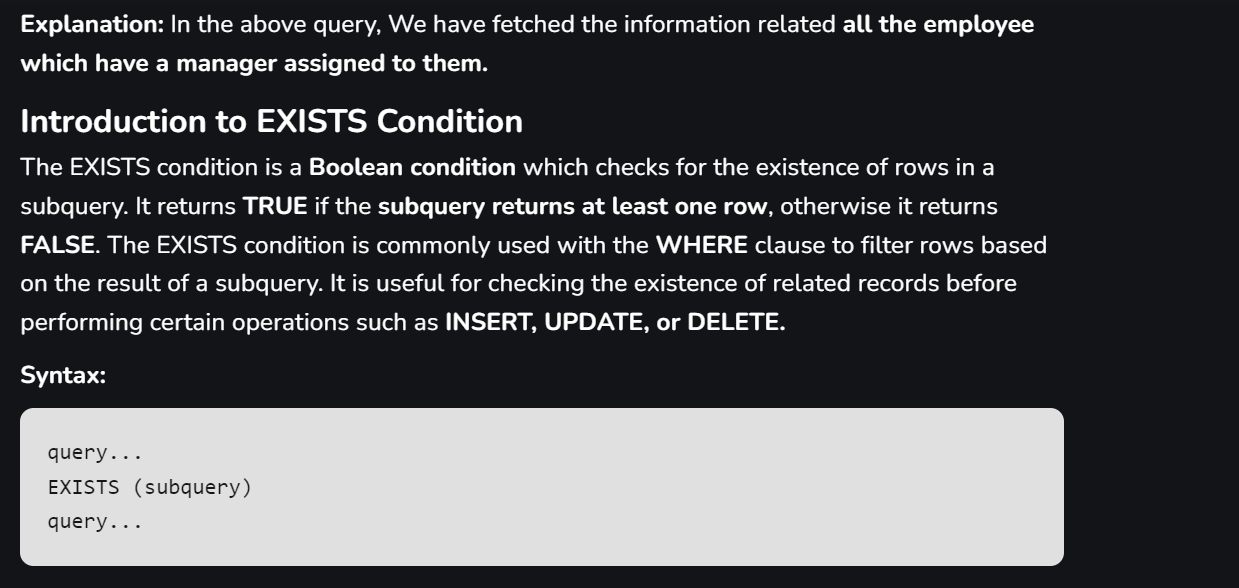 Explanation: In the above query, We have fetched the information related all the employee
which have a manager assigned to them.
Introduction to EXISTS Condition
The EXISTS condition is a Boolean condition which checks for the existence of rows in a
subquery. It returns TRUE if the subquery returns at least one row, otherwise it returns
FALSE. The EXISTS condition is commonly used with the WHERE clause to filter rows based
on the result of a subquery. It is useful for checking the existence of related records before
performing certain operations such as INSERT, UPDATE, or DELETE.
Syntax:
query...
EXISTS (subquery)
query...